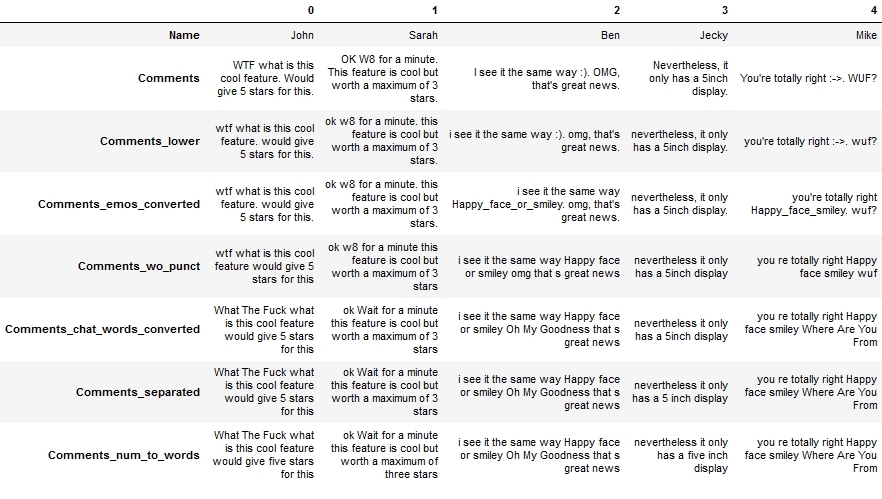 0 1 2 3 4
Name John Sarah Ben Jecky Mike
Comments
WTF what is this
cool feature. Would
give 5 stars for this.
OK W8 for a minute.
This feature is cool but
worth a maximum of 3
stars.
I see it the same way :). OMG,
that's great news.
Nevertheless, it
only has a 5inch
display.
You're totally right :->. WUF?
Comments_lower
wtf what is this cool
feature. would give
5 stars for this.
ok w8 for a minute. this
feature is cool but
worth a maximum of 3
stars.
i see it the same way :). omg, that's
great news.
nevertheless, it only
has a 5inch display.
you're totally right :->. wuf?
Comments_emos_converted
wtf what is this cool
feature. would give
5 stars for this.
ok w8 for a minute. this
feature is cool but
worth a maximum of 3
stars.
i see it the same way
Happy_face_or_smiley. omg, that's
great news.
nevertheless, it only
has a 5inch display.
you're totally right
Happy_face_smiley. wuf?
Comments_wo_punct
wtf what is this cool
feature would give 5
stars for this
ok w8 for a minute this
feature is cool but
worth a maximum of 3
stars
i see it the same way Happy face
or smiley omg that s great news
nevertheless it only
has a 5inch display
you re totally right Happy
face smiley wuf
Comments_chat_words_converted
What The Fuck what
is this cool feature
would give 5 stars
for this
ok Wait for a minute
this feature is cool but
worth a maximum of 3
stars
i see it the same way Happy face
or smiley Oh My Goodness that s
great news
nevertheless it only
has a 5inch display
you re totally right Happy
face smiley Where Are You
From
Comments_separated
What The Fuck what
is this cool feature
would give 5 stars
for this
ok Wait for a minute
this feature is cool but
worth a maximum of 3
stars
i see it the same way Happy face
or smiley Oh My Goodness that s
great news
nevertheless it only
has a 5 inch display
you re totally right Happy
face smiley Where Are You
From
Comments_num_to_words
What The Fuck what
is this cool feature
would give five stars
for this
ok Wait for a minute
this feature is cool but
worth a maximum of
three stars
i see it the same way Happy face
or smiley Oh My Goodness that s
great news
nevertheless it only
has a five inch
display
you re totally right Happy
face smiley Where Are You
From